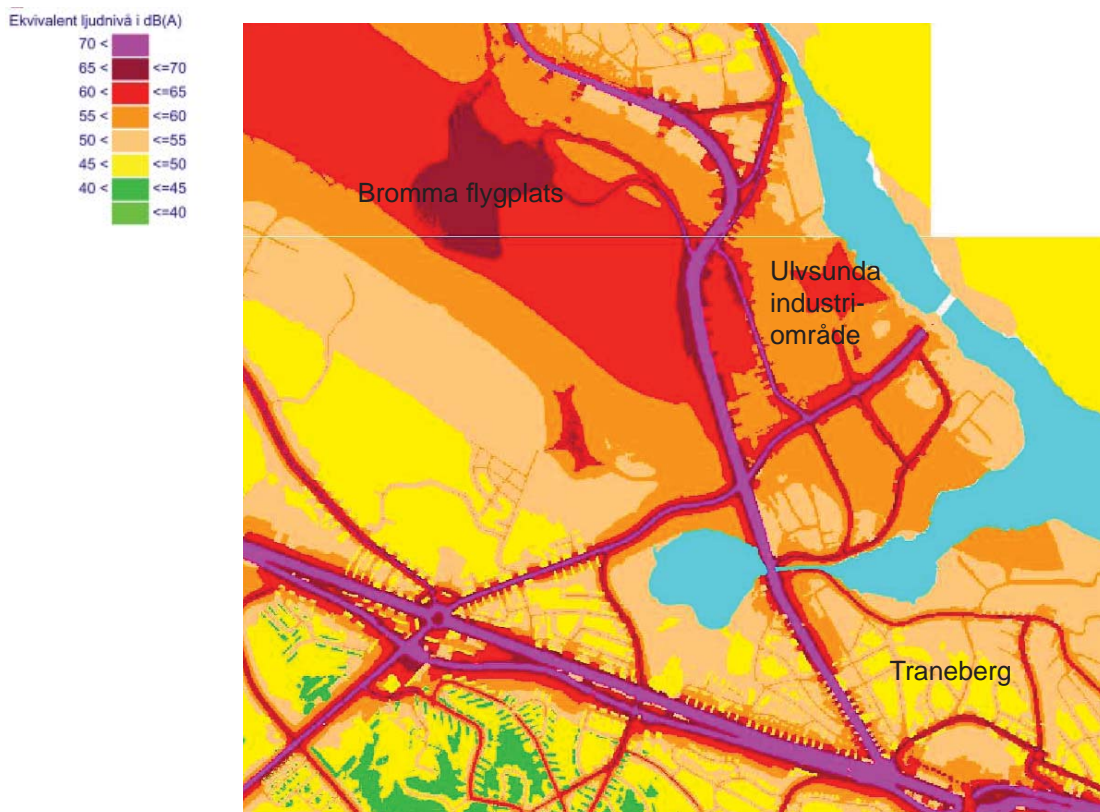 Ekvivalent ljudnivå i dB(A)
70 <
65 < <=70
60 < <=65
55 < <=60
50 < <=55
45 < <=50
40 < <=45
<=40
Bromma flygplats
Ulvsunda
industri-
område
Traneberg